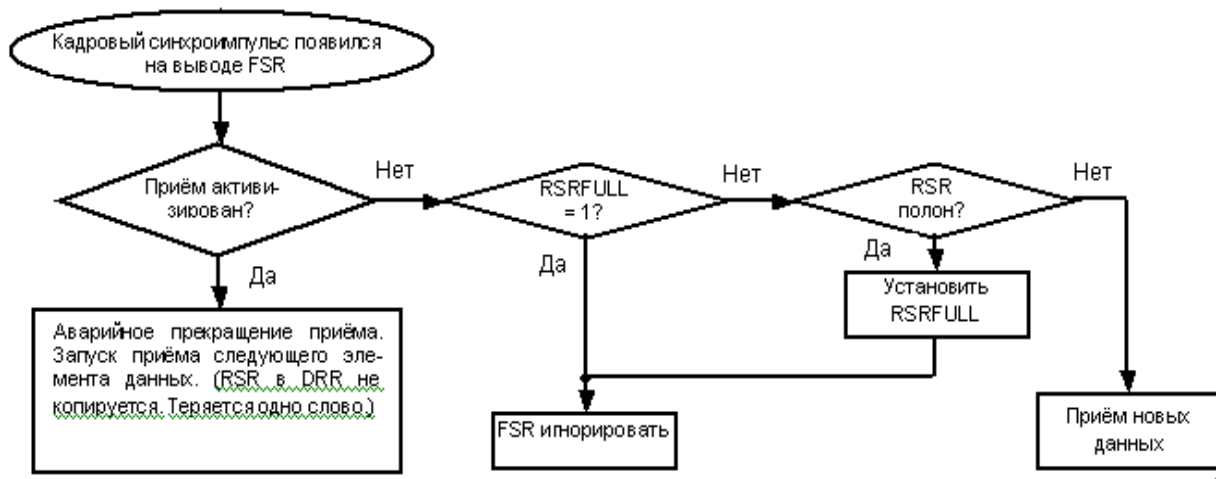 Кадровый синхроимпульс появился
на выводе FSR
Приём активи-
зирован?
Нет
RSRFULL
= 1?
Нет
RSR
полон?
Нет
Да
Да
Да
Установить
RSRFULL
Аварийное прекращение приёма.
Запуск приёма следующего эле-
мента данных. (RSR в DRR не
копируется. Теряется одно слово.)
FSR игнорировать
Приём новых
данных